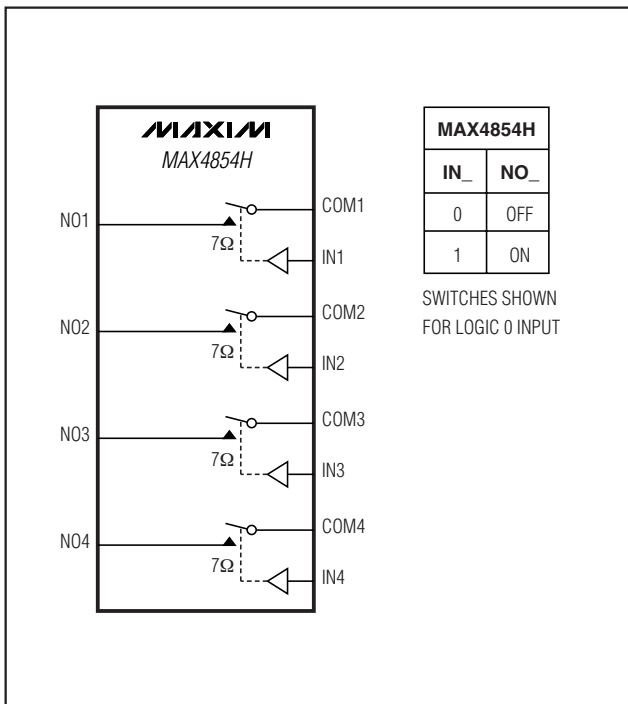 MAXIM
MAX4854H
NO1
COM1
7Ω
IN1
NO2
COM2
7Ω
IN2
NO3
COM3
7Ω
IN3
NO4
COM4
7Ω
IN4
MAX4854H
IN_ NO_
0 OFF
1 ON
SWITCHES SHOWN
FOR LOGIC 0 INPUT